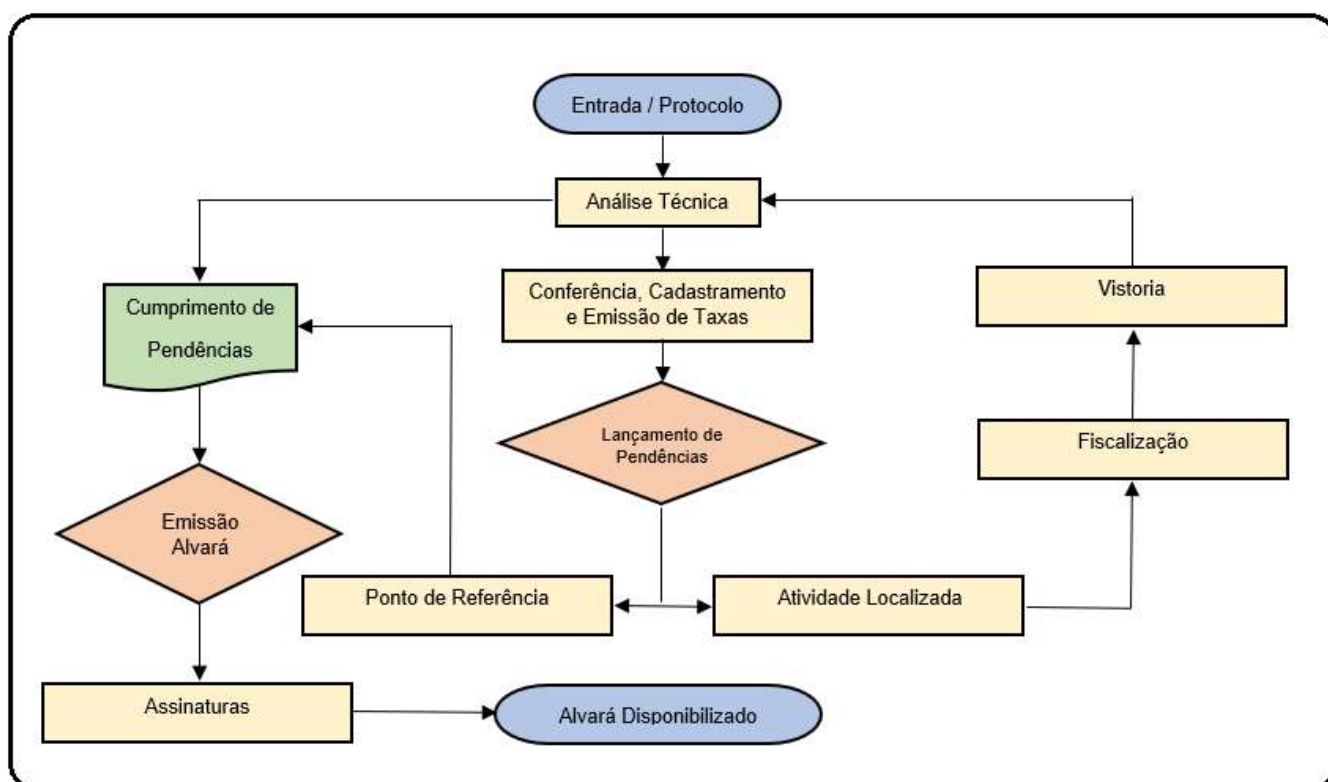 Entrada / Protocolo
Análise Técnica
Conferência, Cadastramento
e Emissão de Taxas
Vistoria
Cumprimento de
Pendências
Lançamento de
Pendências
Fiscalização
Emissão
Alvará
Ponto de Referência
Atividade Localizada
Assinaturas
Alvará Disponibilizado